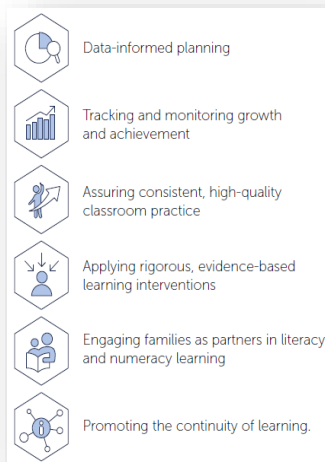 Data-informed planning
Tracking and monitoring growth
and achievement
Assuring consistent, high-quality
classroom practice
Applying rigorous, evidence-based
learning interventions
Engaging families as partners in literacy
and numeracy learning
Promoting the continuity of learning.